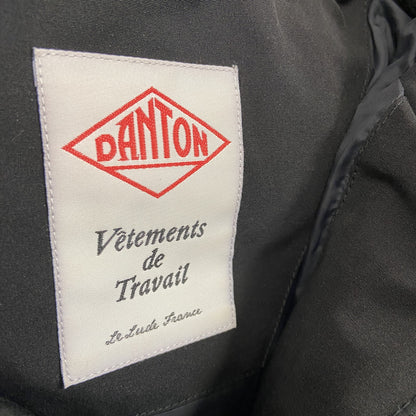 DANTON
Vêtements
de
Travail
Le Lude France